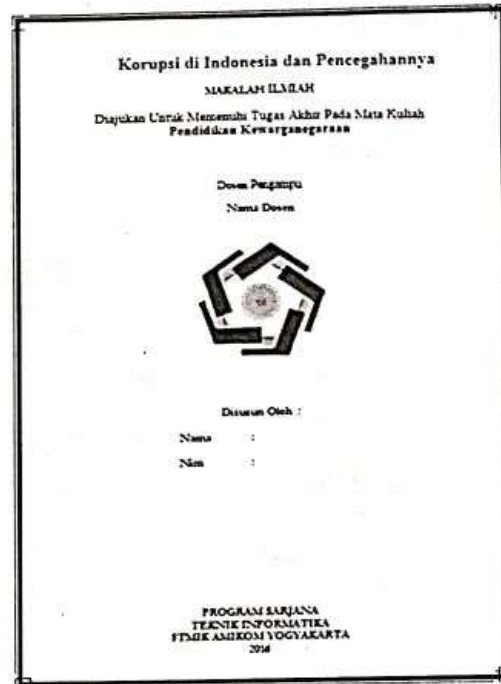 Korupsi di Indonesia dan Pencegahannya
MAKALAH ILMIAH
Diajukan Untuk Memenuhi Tugas Akhir Pada Mata Kuliah
Pendidikan Kewarganegaraan
Dosen Pengampu
Nama Dosen
Disusun Oleh :
Nama :
Nim :
PROGRAM SARJANA
TEKNIK INFORMATIKA
STMIK AMIKOM YOGYAKARTA